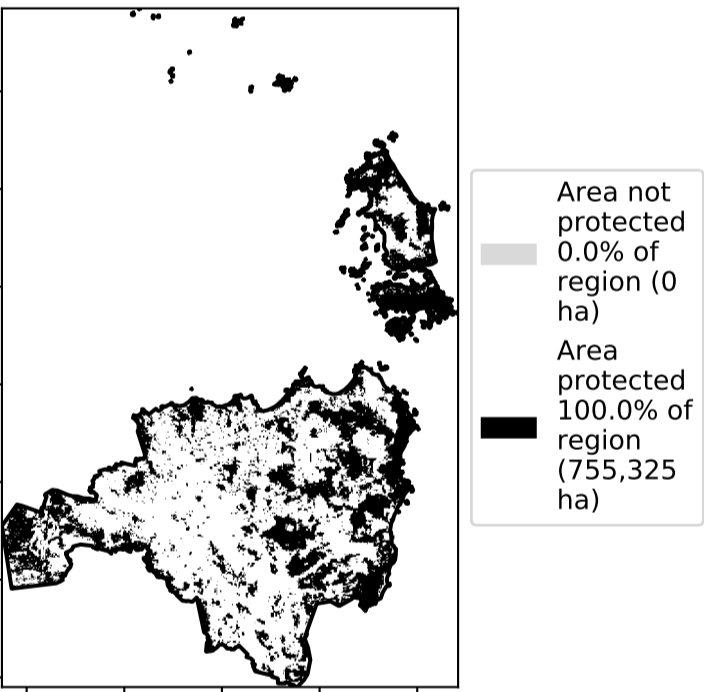 Area not
protected
0.0% of
region (0
ha)
Area
protected
100.0% of
region
(755,325
ha)